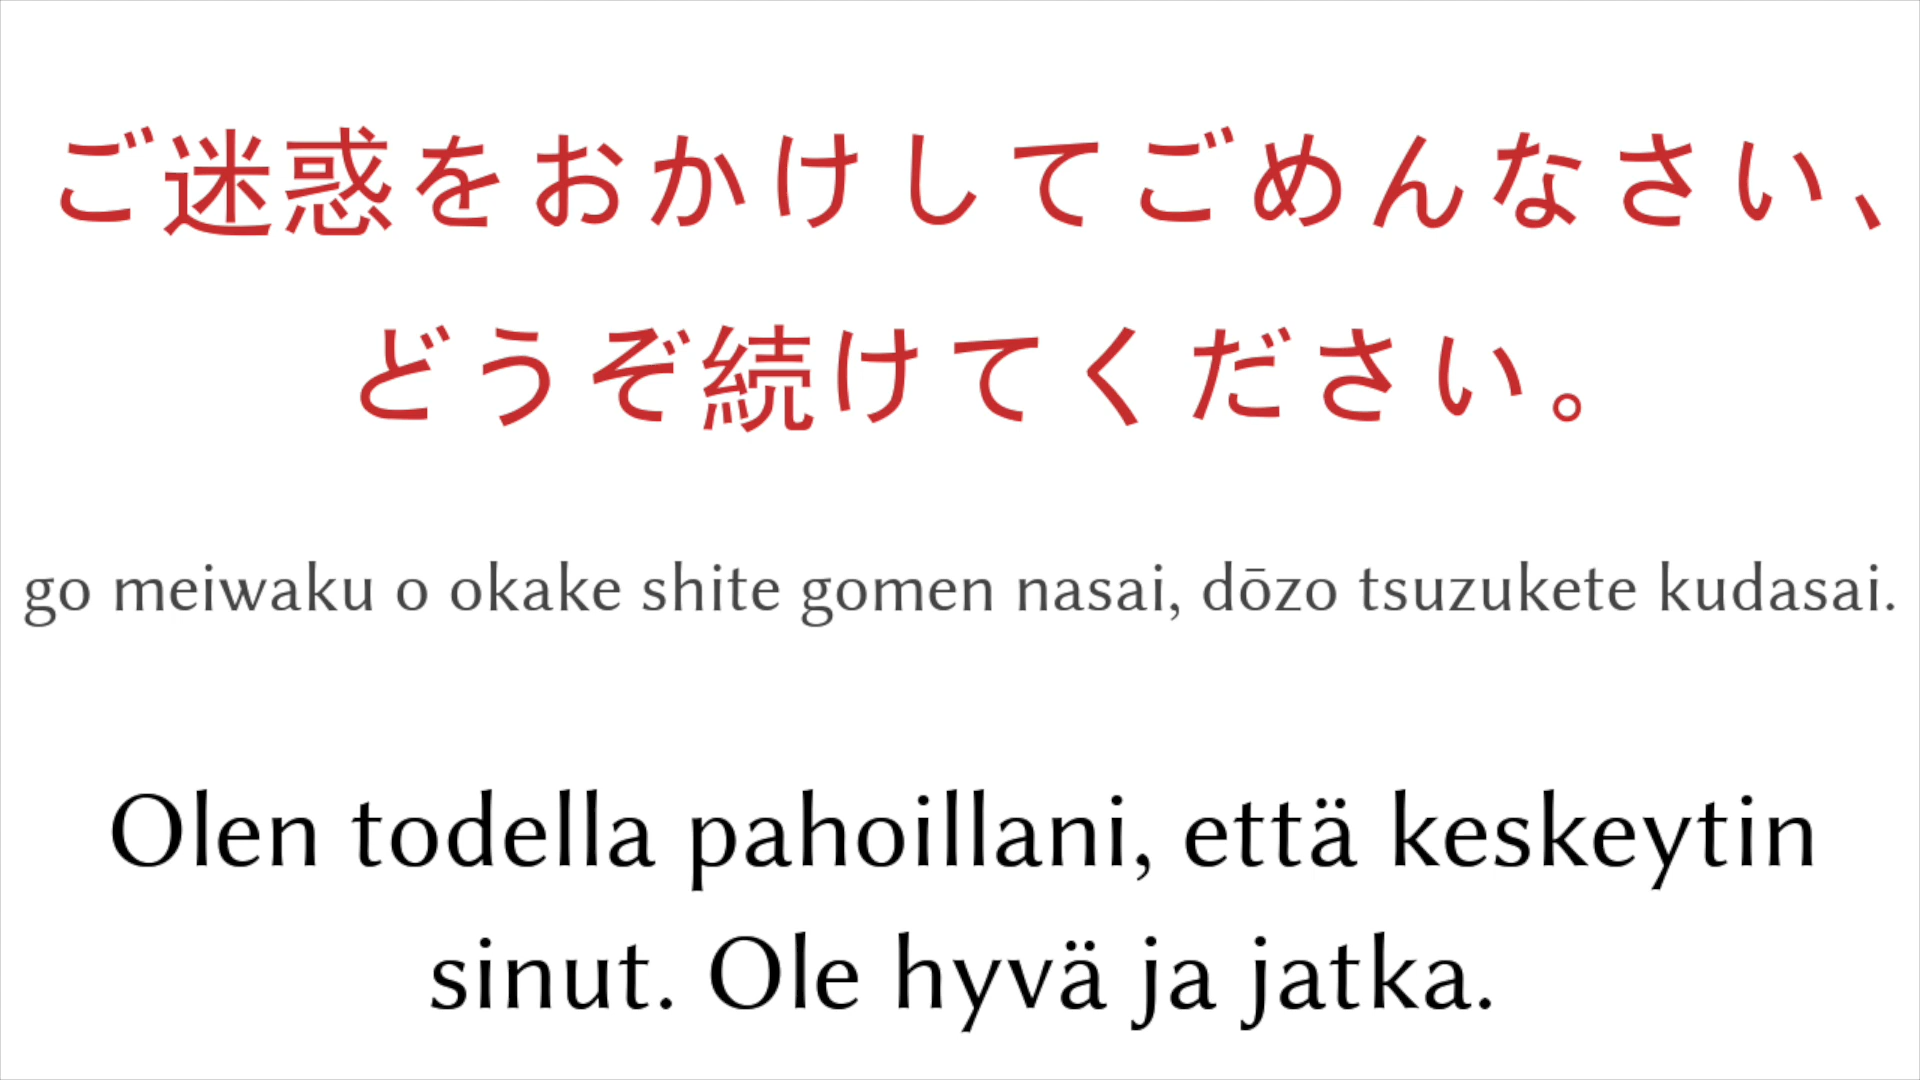 ご迷惑をおかけしてごめんなさい、
どうぞ続けてください。
go meiwaku o okake shite gomen nasai, dōzo tsuzukete kudasai.
Olen todella pahoillani, että keskeytin
sinut. Ole hyvä ja jatka.